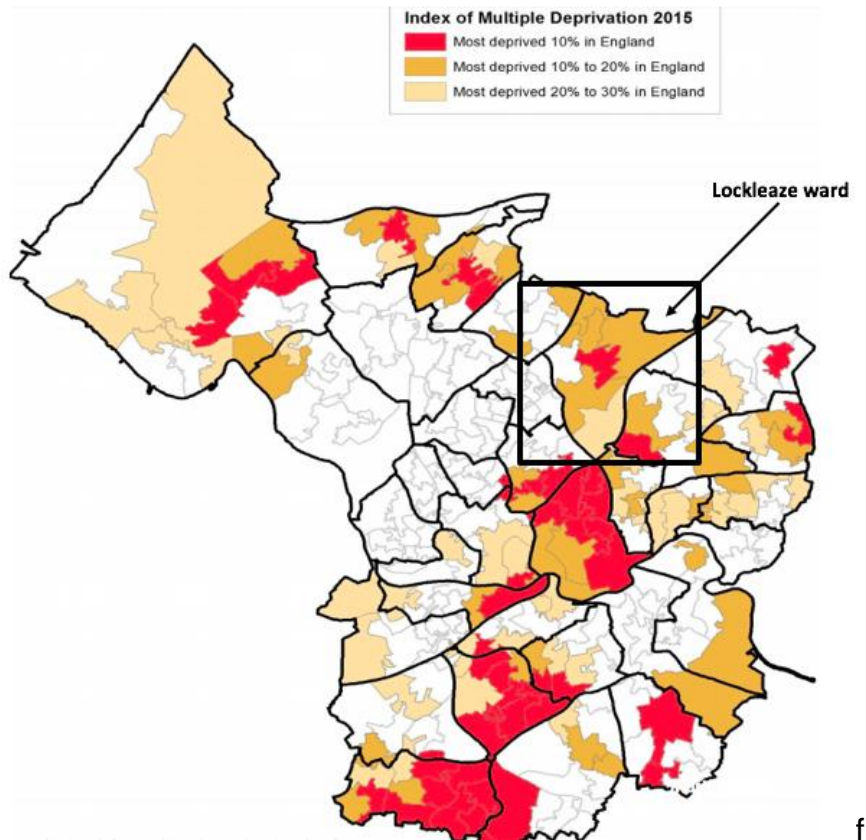 Index of Multiple Deprivation 2015
Most deprived 10% in England
Most deprived 10% to 20% in England
Most deprived 20% to 30% in England
Lockleaze ward
f